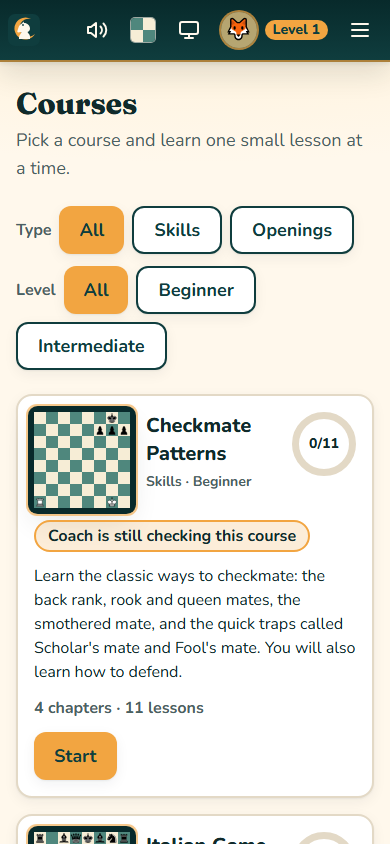 Level 1
Courses
Pick a course and learn one small lesson at
a time.
Type
All
Skills
Openings
Level
All
Beginner
Intermediate
Checkmate
Patterns
Skills · Beginner
0/11
Coach is still checking this course
Learn the classic ways to checkmate: the
back rank, rook and queen mates, the
smothered mate, and the quick traps called
Scholar's mate and Fool's mate. You will also
learn how to defend.
4 chapters · 11 lessons
Start
Italian Game